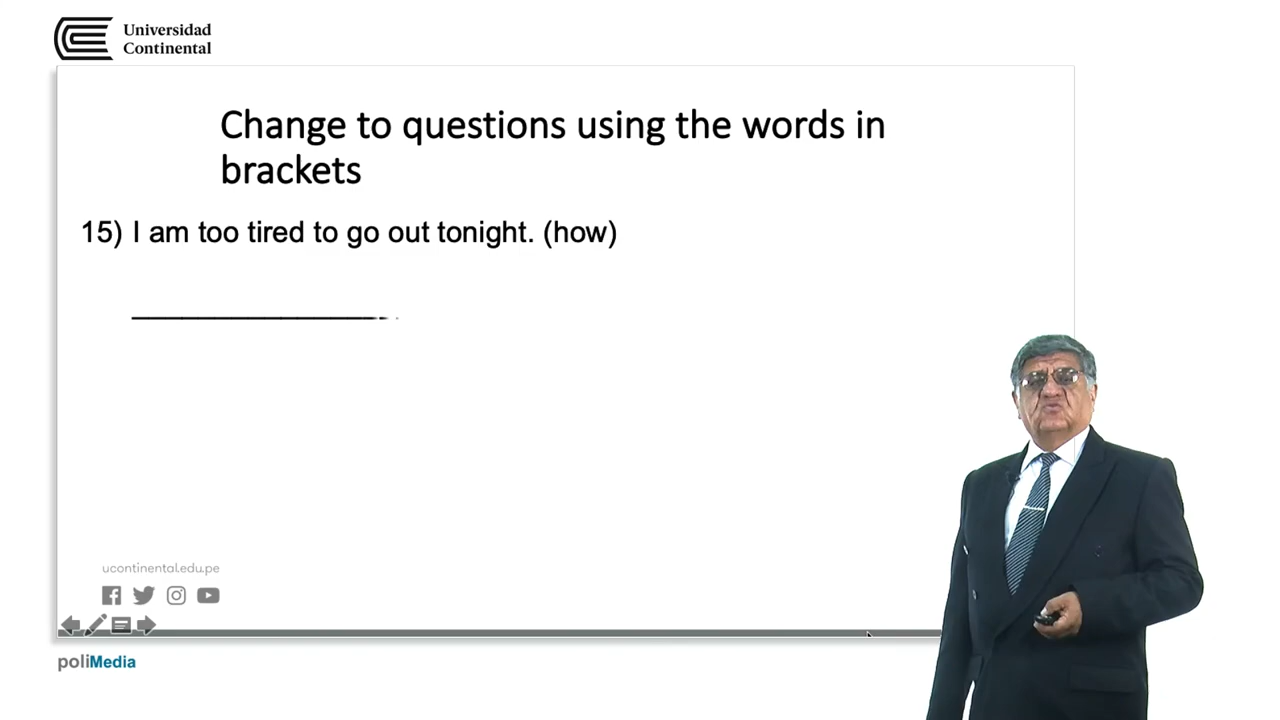 Universidad
Continental
Change to questions using the words in
brackets
15) I am too tired to go out tonight. (how)
ucontinental.edu.pe
poliMedia